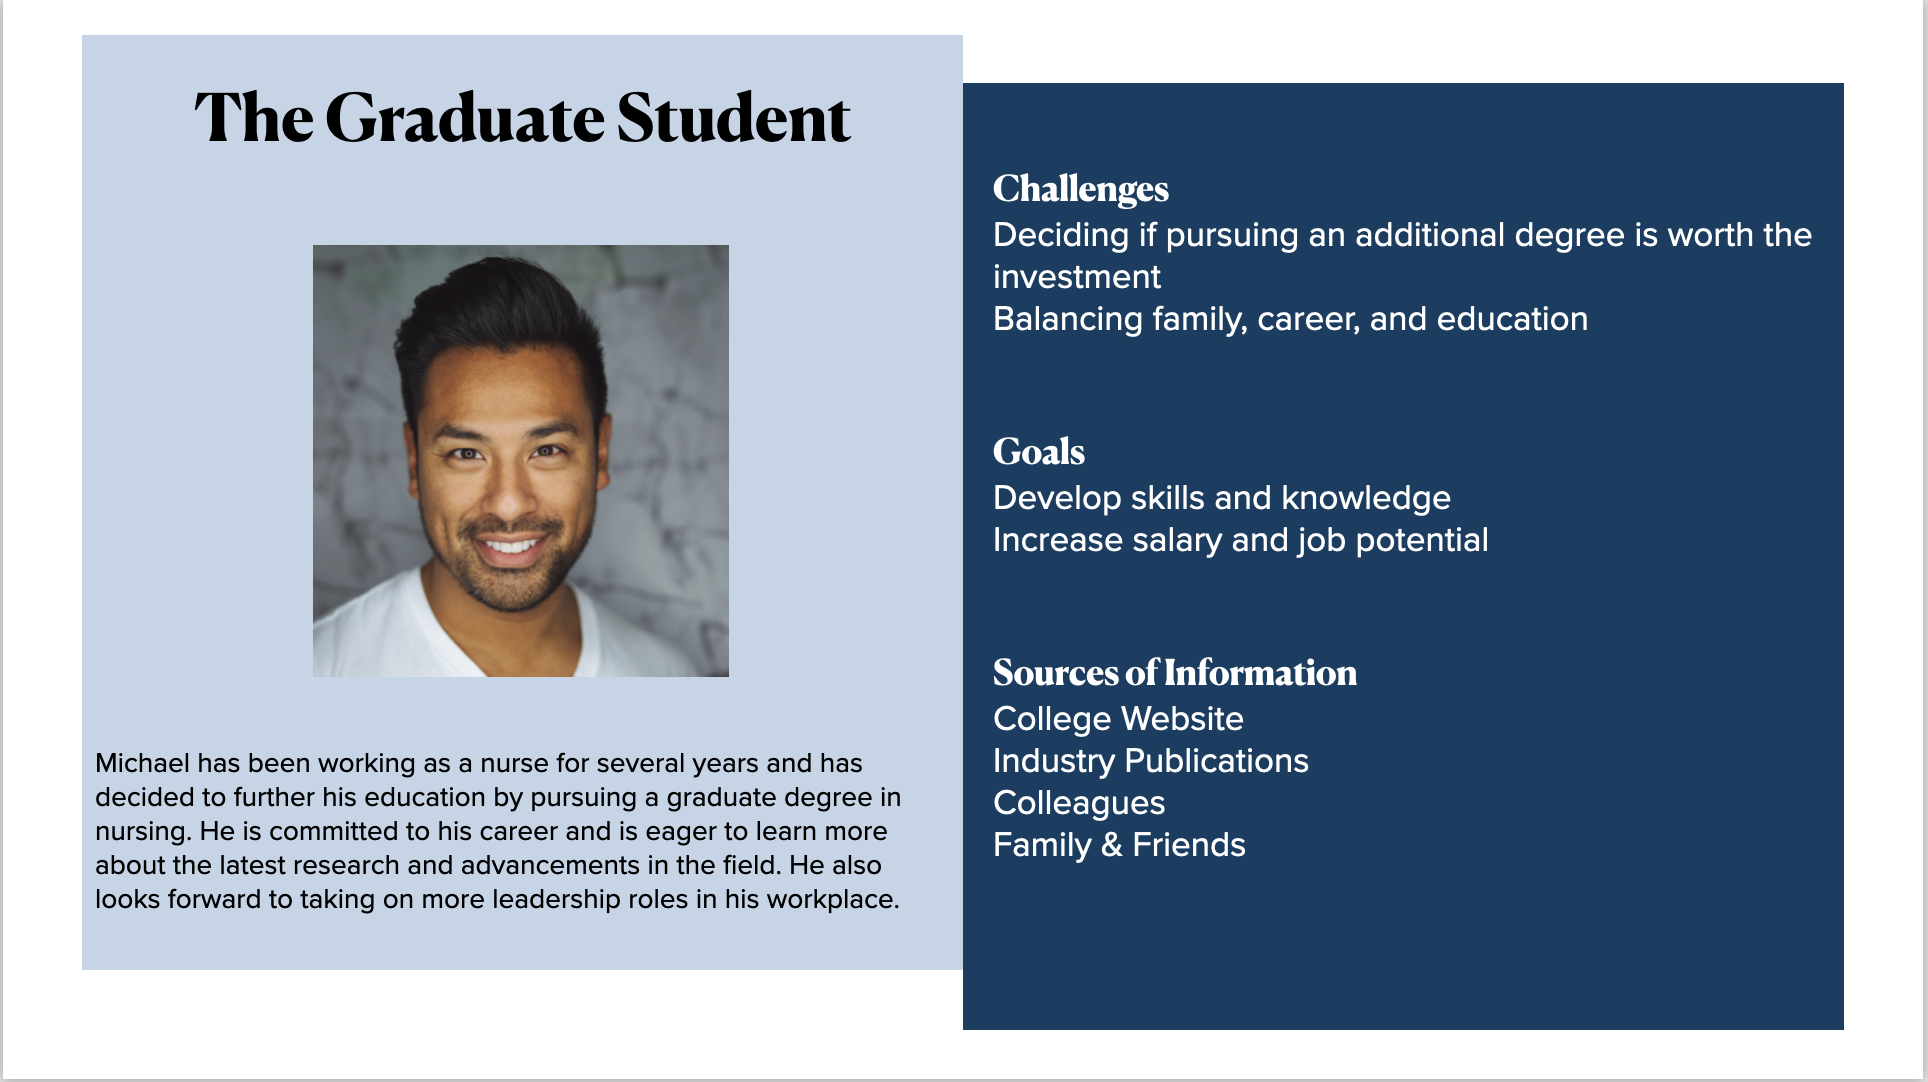 The Graduate Student
Michael has been working as a nurse for several years and has
decided to further his education by pursuing a graduate degree in
nursing. He is committed to his career and is eager to learn more
about the latest research and advancements in the field. He also
looks forward to taking on more leadership roles in his workplace.
Challenges
Deciding if pursuing an additional degree is worth the
investment
Balancing family, career, and education
Goals
Develop skills and knowledge
Increase salary and job potential
Sources of Information
College Website
Industry Publications
Colleagues
Family & Friends